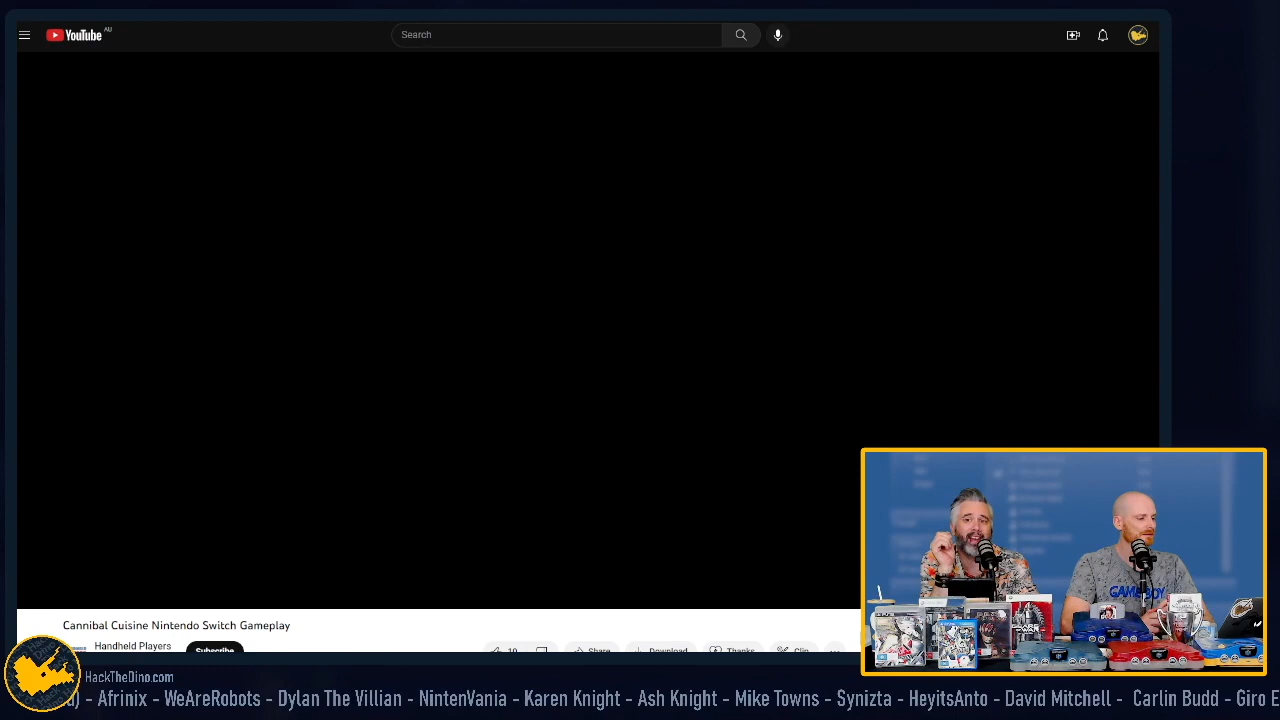 YouTube AU
Search
Cannibal Cuisine Nintendo Switch Gameplay
Handheld Players
Subscribe
19
Share
Download
Thanks
Clip
GAME BOY
HackTheDino.com
- Afrinix - WeAreRobots - Dylan The Villian - NintenVania - Karen Knight - Ash Knight - Mike Towns - Synizta - HeyitsAnto - David Mitchell - Carlin Budd - Giro